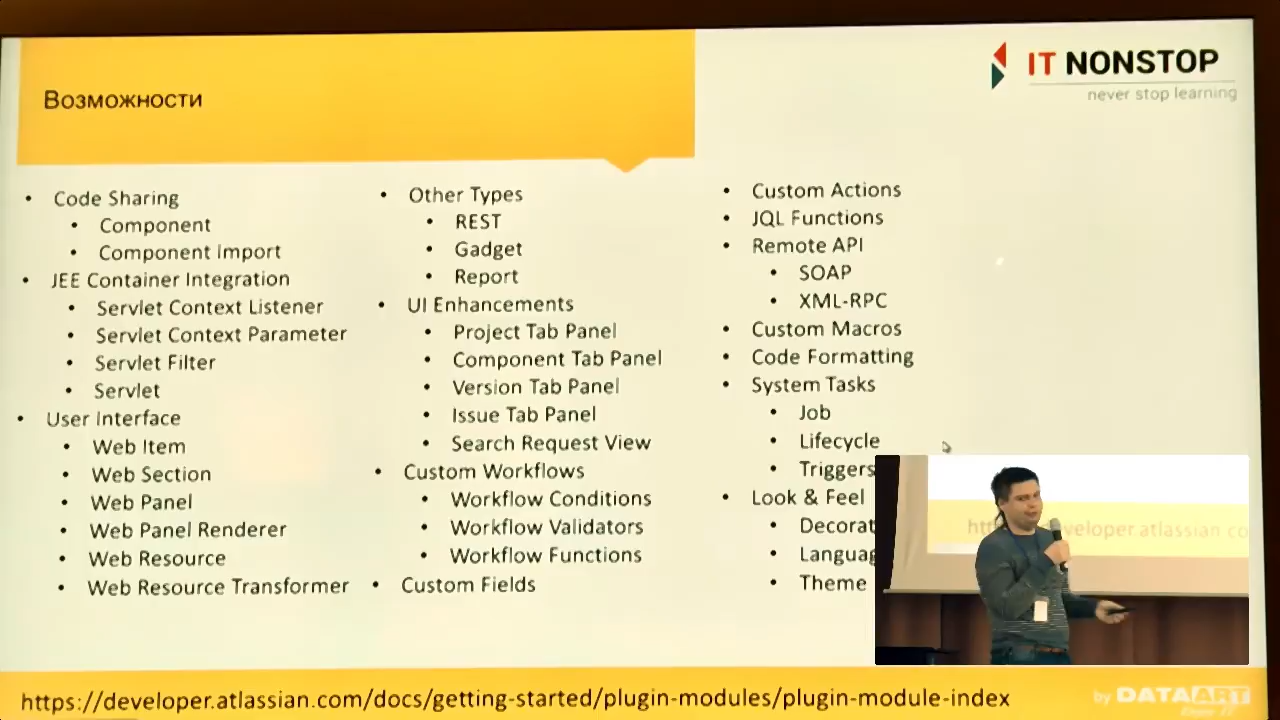 Возможности
IT NONSTOP
never stop learning
Code Sharing
Component
Component Import
JEE Container Integration
Servlet Context Listener
Servlet Context Parameter
Servlet Filter
Servlet
User Interface
Web Item
Web Section
Web Panel
Web Panel Renderer
Web Resource
Web Resource Transformer
Other Types
REST
Gadget
Report
UI Enhancements
Project Tab Panel
Component Tab Panel
Version Tab Panel
Issue Tab Panel
Search Request View
Custom Workflows
Workflow Conditions
Workflow Validators
Workflow Functions
Custom Fields
Custom Actions
JQL Functions
Remote API
SOAP
XML-RPC
Custom Macros
Code Formatting
System Tasks
Job
Lifecycle
Triggers
Look & Feel
Decorat
Languag
Theme
https://developer.atlassian.com/docs/getting-started/plugin-modules/plugin-module-index
by DATAART